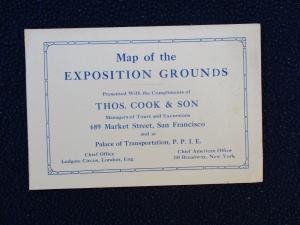 Map of the
EXPOSITION GROUNDS
Presented With the Compliments of
THOS. COOK & SON
Managers of Tours and Excursions
689 Market Street, San Francisco
and at
Palace of Transportation, P. P. I. E.
Chief Office
Ludgate Circus, London, Eng.
Chief American Office
245 Broadway, New York